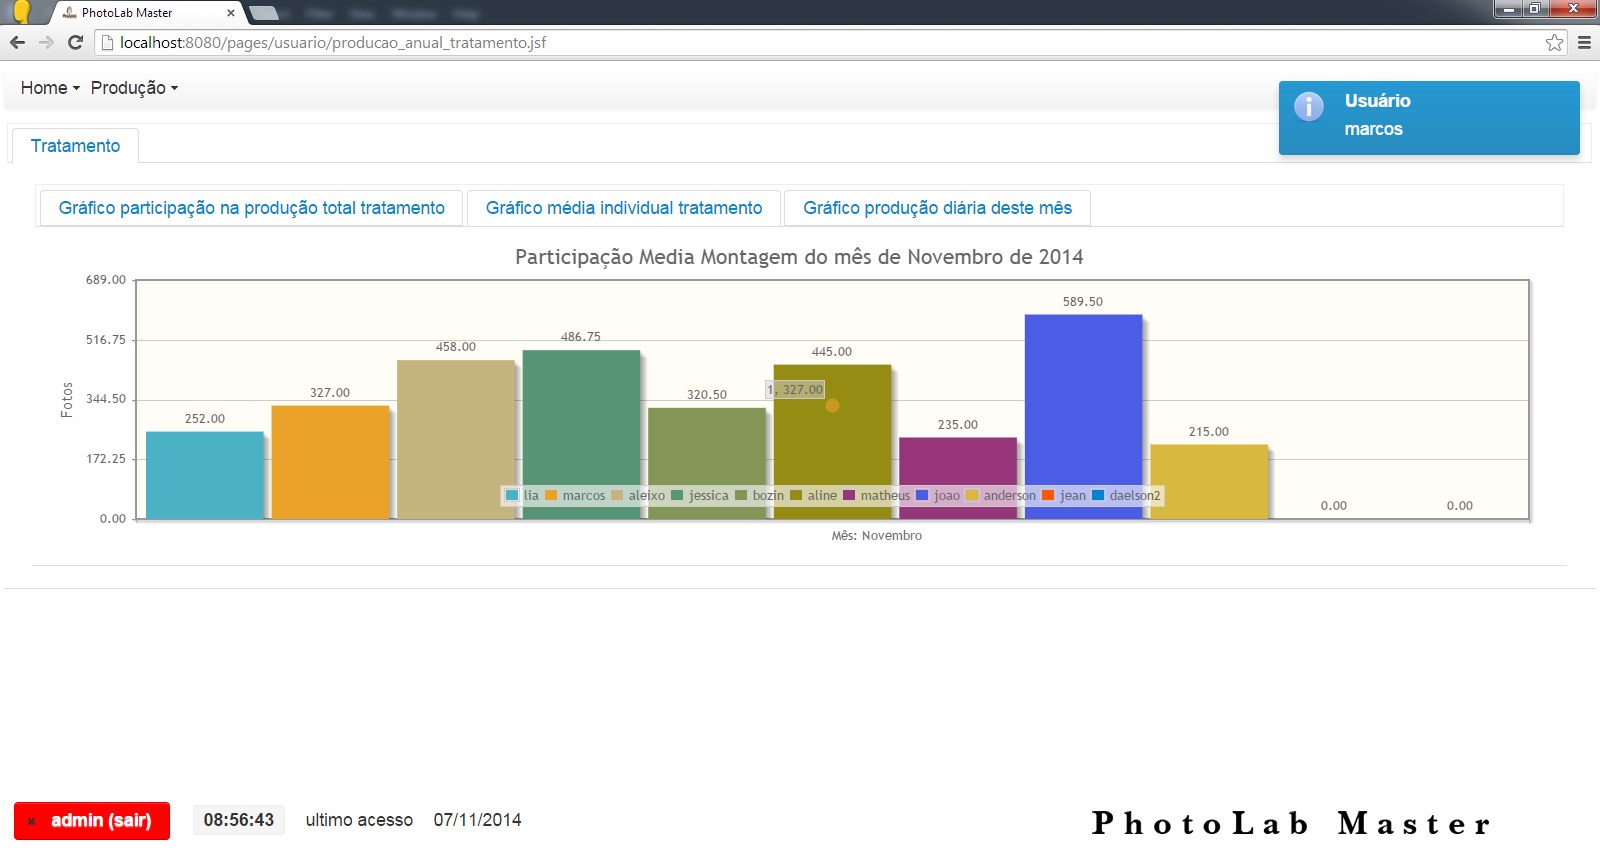 PhotoLab Master
localhost:8080/pages/usuario/producao_anual_tratamento.jsf
Home Produção
Usuário
marcos
Tratamento
Gráfico participação na produção total tratamento Gráfico média individual tratamento Gráfico produção diária deste mês
Participação Media Montagem do mês de Novembro de 2014
689.00
516.75
344.50
172.25
0.00
Fotos
252.00
327.00
458.00
486.75
320.50
445.00
1, 327.00
235.00
589.50
215.00
0.00
0.00
lia marcos aleixo jessica bozin aline matheus joao anderson jean daelson2
Mês: Novembro
× admin (sair) 08:56:43 ultimo acesso 07/11/2014
PhotoLab Master